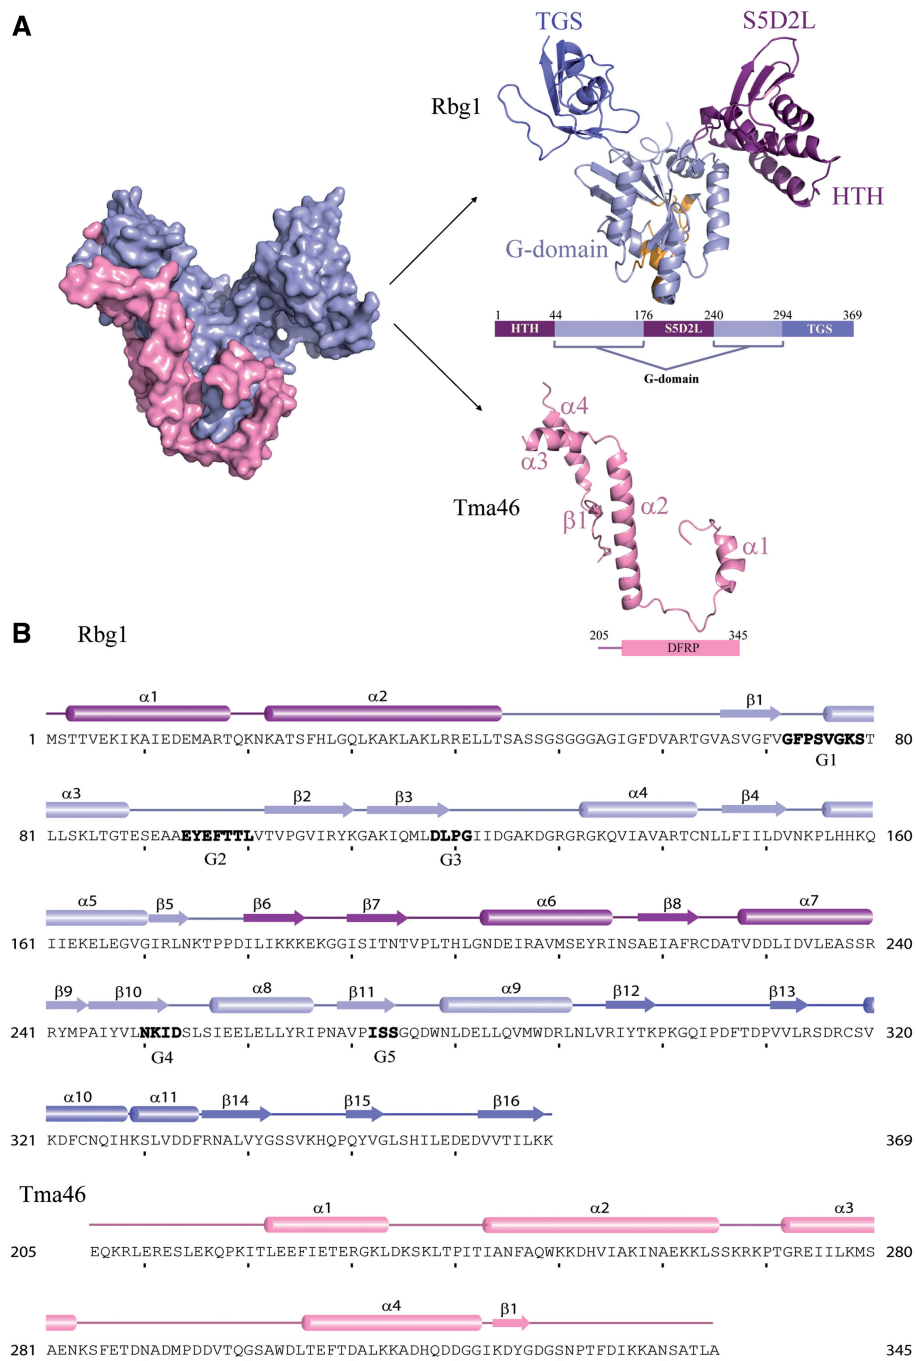 A
TGS
S5D2L
Rbg1
HTH
G-domain
1 44 176 240 294 369
HTH S5D2L TGS
G-domain
α4
α3
Tma46
β1
α2
α1
205 345
DFRP
B
Rbg1
α1 α2 β1
1 MSTTVEKIKAIEDEMARTQKNKATSFHLGQLKAKLAKLRRELLTSASSGSGGGAGIGFDVARTGVASVGFVGFPSVGKST 80
G1
α3 β2 β3 α4 β4
81 LLSKLTGTESEAAEYEFTTLVTVPGVIRYKGAKIQMLDLPGIIDGAKDGRGRGKQVIAVARTCNLLFIILDVNKPLHHKQ 160
G2 G3
α5 β5 β6 β7 α6 β8 α7
161 IIEKELEGVGIRLNKTPPDILIKKKEKGGISITNTVPLTHLGNDEIRAVMSEYRINSAEIAFRCDATVDDLIDVLEASSR 240
β9 β10 α8 β11 α9 β12 β13
241 RYMPAIYVLNKIDSLSIEELELLYRIPNAVPISSGQDWNLDELLQVMWDRLNLVRIYTKPKGQIPDFTDPVVLRSDRCSV 320
G4 G5
α10 α11 β14 β15 β16
321 KDFCNQIHKSLVDDFRNALVYGSSVKHQPQYVGLSHILEDEDVVTILKK 369
Tma46
α1 α2 α3
205 EQKRLERESLEKQPKITLEEFIETERGKLDKSKLTPITIANFAQWKKDHVIAKINAEKKLSSKRKPTGREIILKMS 280
α4 β1
281 AENKSFETDNADMPDDVTQGSAWDLTEFTDALKKADHQDDGGIKDYGDGSNPTFDIKKANSATLA 345